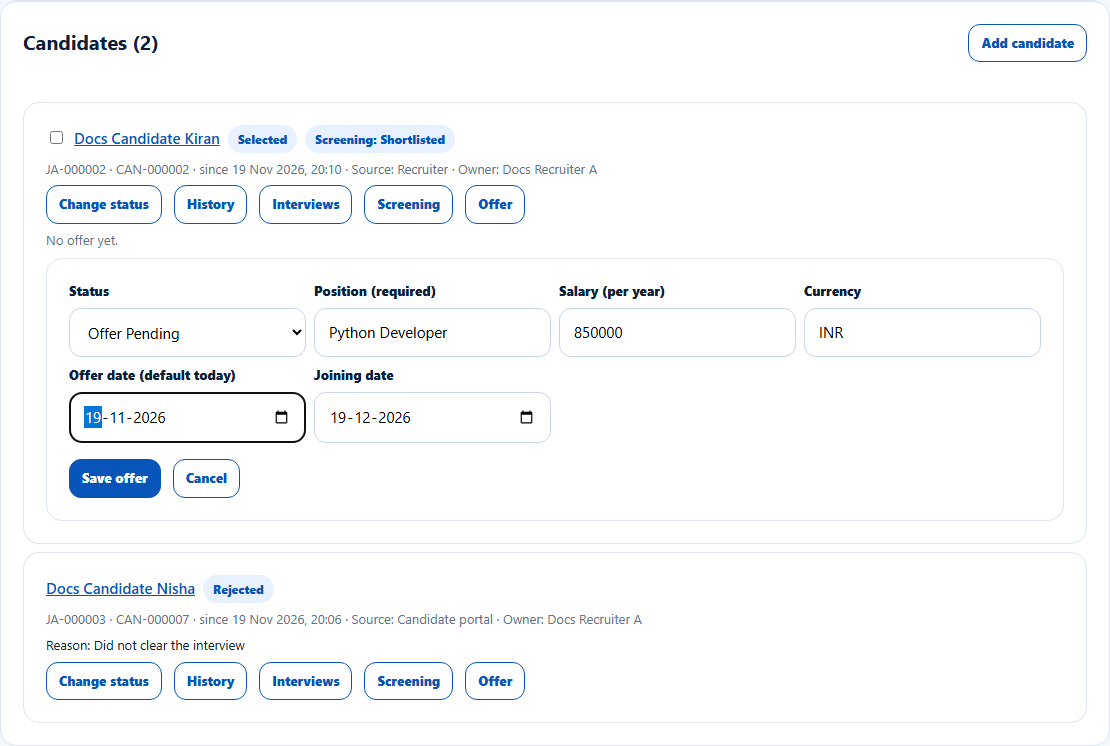 Candidates (2)
Add candidate
Docs Candidate Kiran Selected Screening: Shortlisted
JA-000002 · CAN-000002 · since 19 Nov 2026, 20:10 · Source: Recruiter · Owner: Docs Recruiter A
Change status History Interviews Screening Offer
No offer yet.
Status Position (required) Salary (per year) Currency
Offer Pending Python Developer 850000 INR
Offer date (default today) Joining date
19-11-2026 19-12-2026
Save offer Cancel
Docs Candidate Nisha Rejected
JA-000003 · CAN-000007 · since 19 Nov 2026, 20:06 · Source: Candidate portal · Owner: Docs Recruiter A
Reason: Did not clear the interview
Change status History Interviews Screening Offer